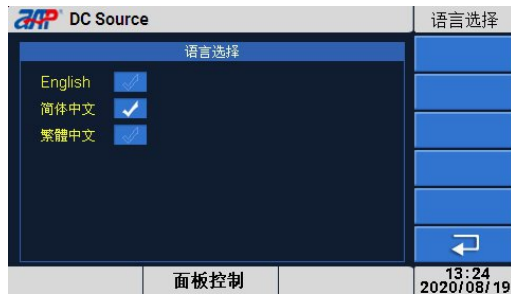 AAP DC Source
语言选择
语言选择
English
简体中文
繁體中文
面板控制
13:24
2020/08/19